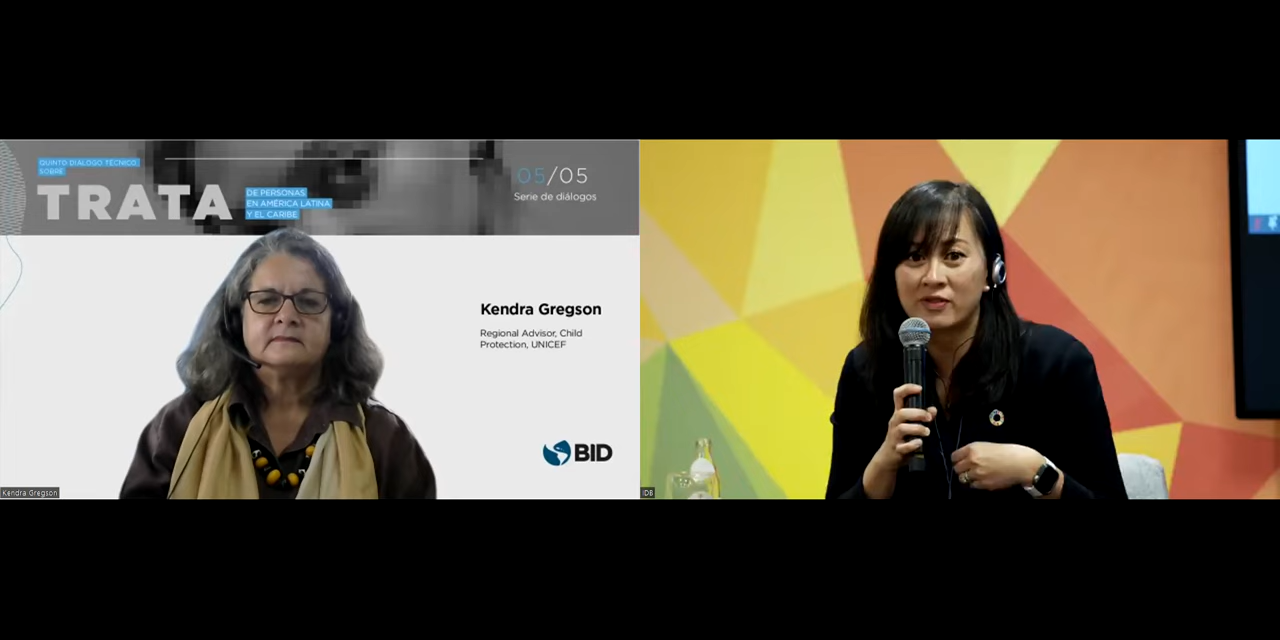 QUINTO DIÁLOGO TÉCNICO
SOBRE
TRATA
DE PERSONAS
EN AMÉRICA LATINA
Y EL CARIBE
05/05
Serie de diálogos
Kendra Gregson
Regional Advisor, Child
Protection, UNICEF
BID
Kendra Gregson
IDB